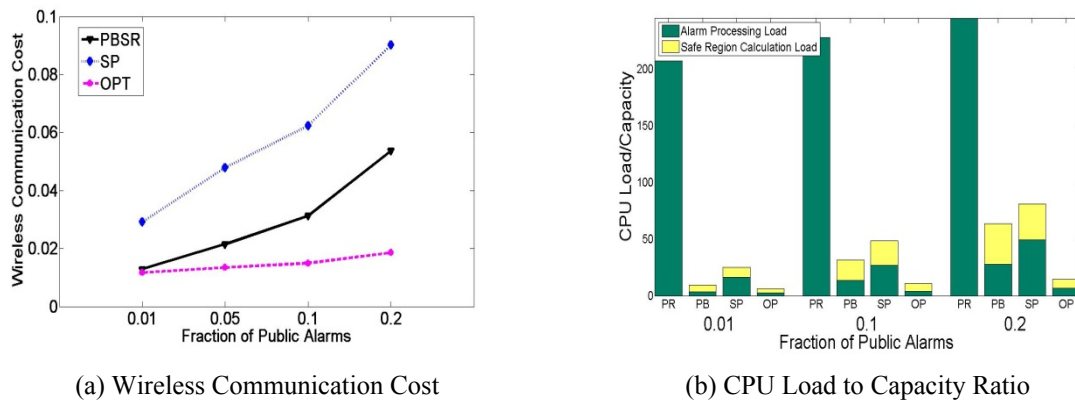 0.1
0.08
0.06
0.04
0.02
0
Wireless Communication Cost
PBSR
SP
OPT
0.01 0.05 0.1 0.2
Fraction of Public Alarms
(a) Wireless Communication Cost
200
150
100
50
0
CPU Load/Capacity
Alarm Processing Load
Safe Region Calculation Load
PR PB SP OP PR PB SP OP PR PB SP OP
0.01 0.1 0.2
Fraction of Public Alarms
(b) CPU Load to Capacity Ratio